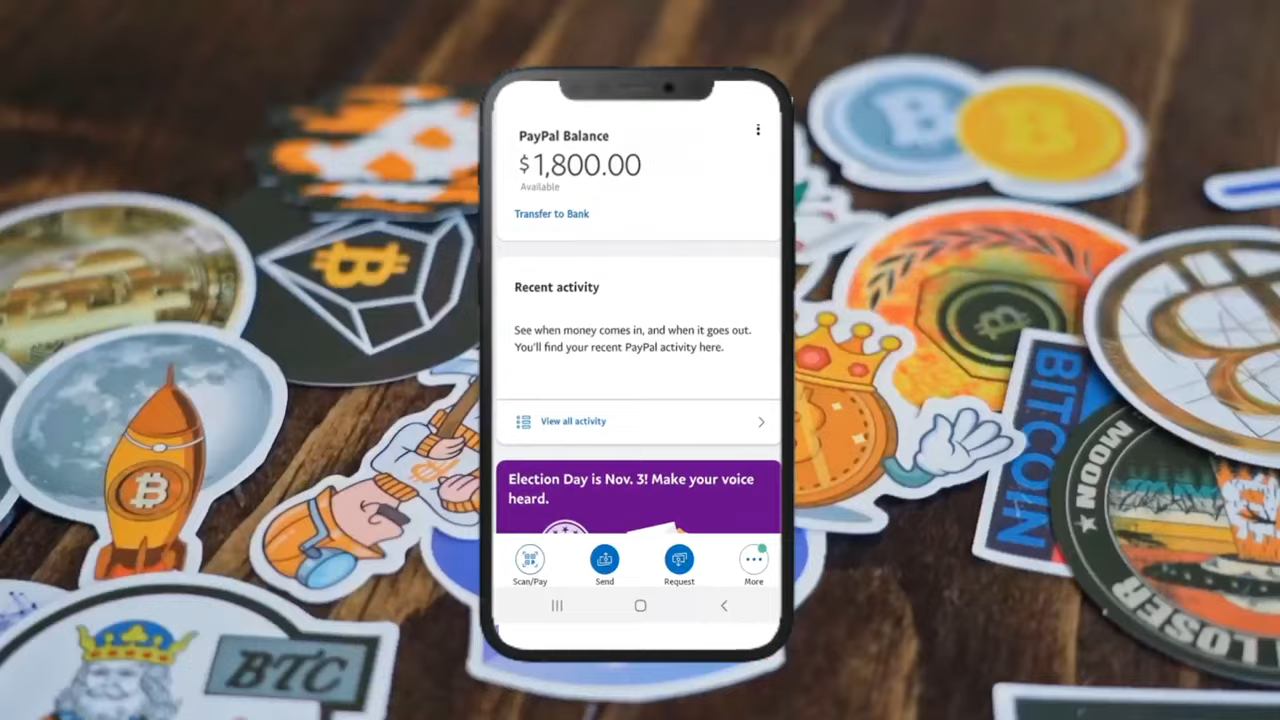 PayPal Balance
$1,800.00
Available
Transfer to Bank
Recent activity
See when money comes in, and when it goes out.
You'll find your recent PayPal activity here.
View all activity
Election Day is Nov. 3! Make your voice
heard.
Scan/Pay
Send
Request
More
BITCOIN
MOON
LOSER
BTC